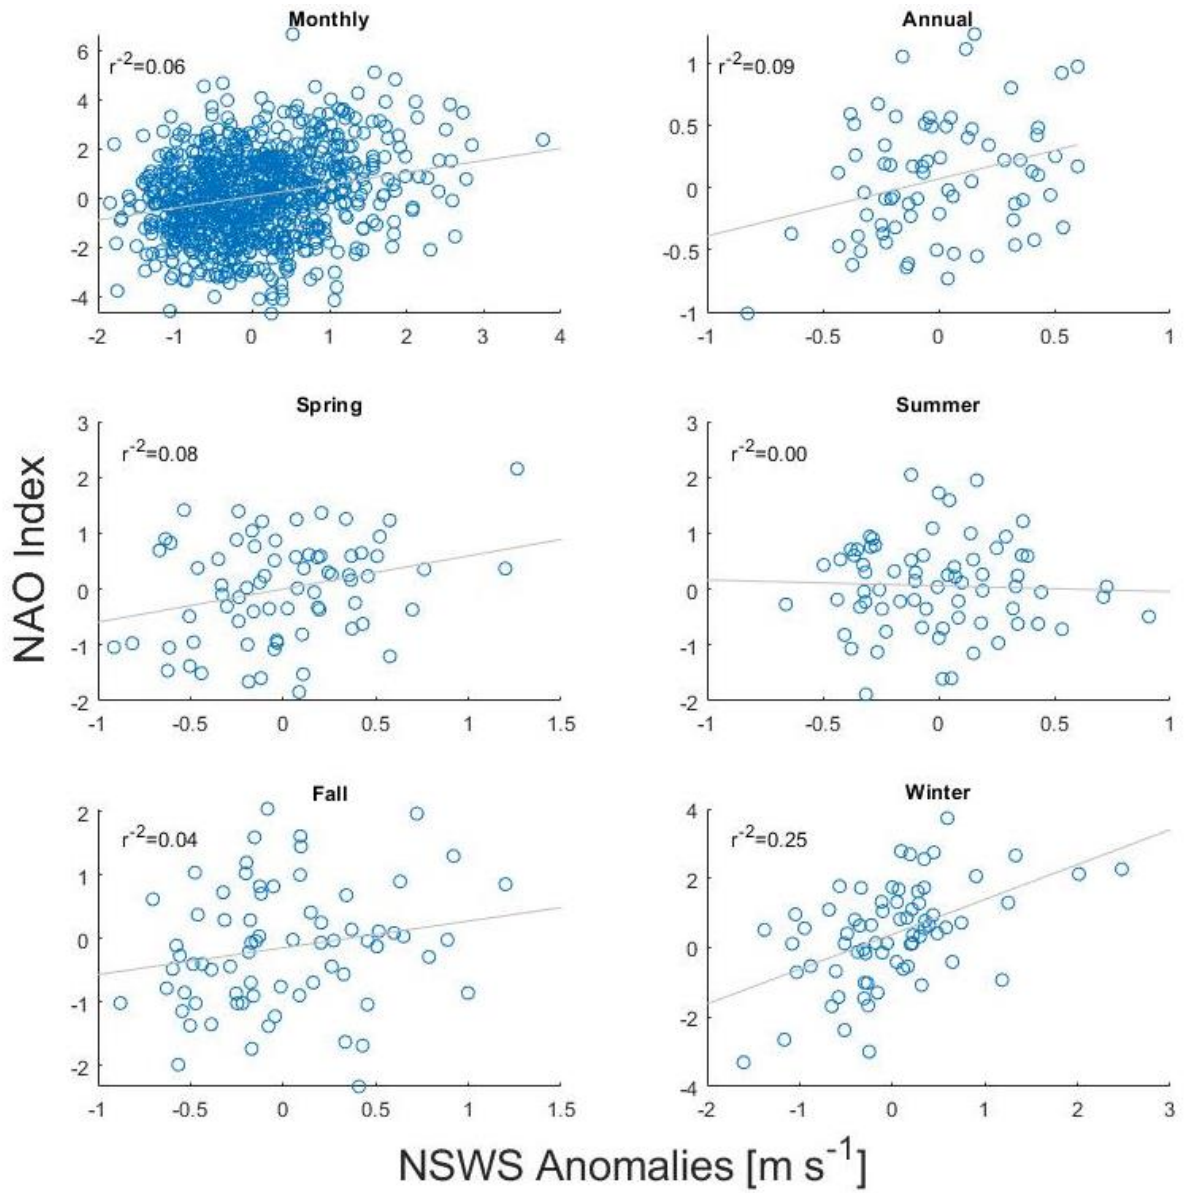 Monthly
r⁻²=0.06
6
4
2
0
-2
-4
-2 -1 0 1 2 3 4
Annual
r⁻²=0.09
1
0.5
0
-0.5
-1
-1 -0.5 0 0.5 1
NAO Index
Spring
r⁻²=0.08
3
2
1
0
-1
-2
-1 -0.5 0 0.5 1 1.5
Summer
r⁻²=0.00
3
2
1
0
-1
-2
-1 -0.5 0 0.5 1
Fall
r⁻²=0.04
2
1
0
-1
-2
-1 -0.5 0 0.5 1 1.5
Winter
r⁻²=0.25
4
2
0
-2
-4
-2 -1 0 1 2 3
NSWS Anomalies [m s⁻¹]